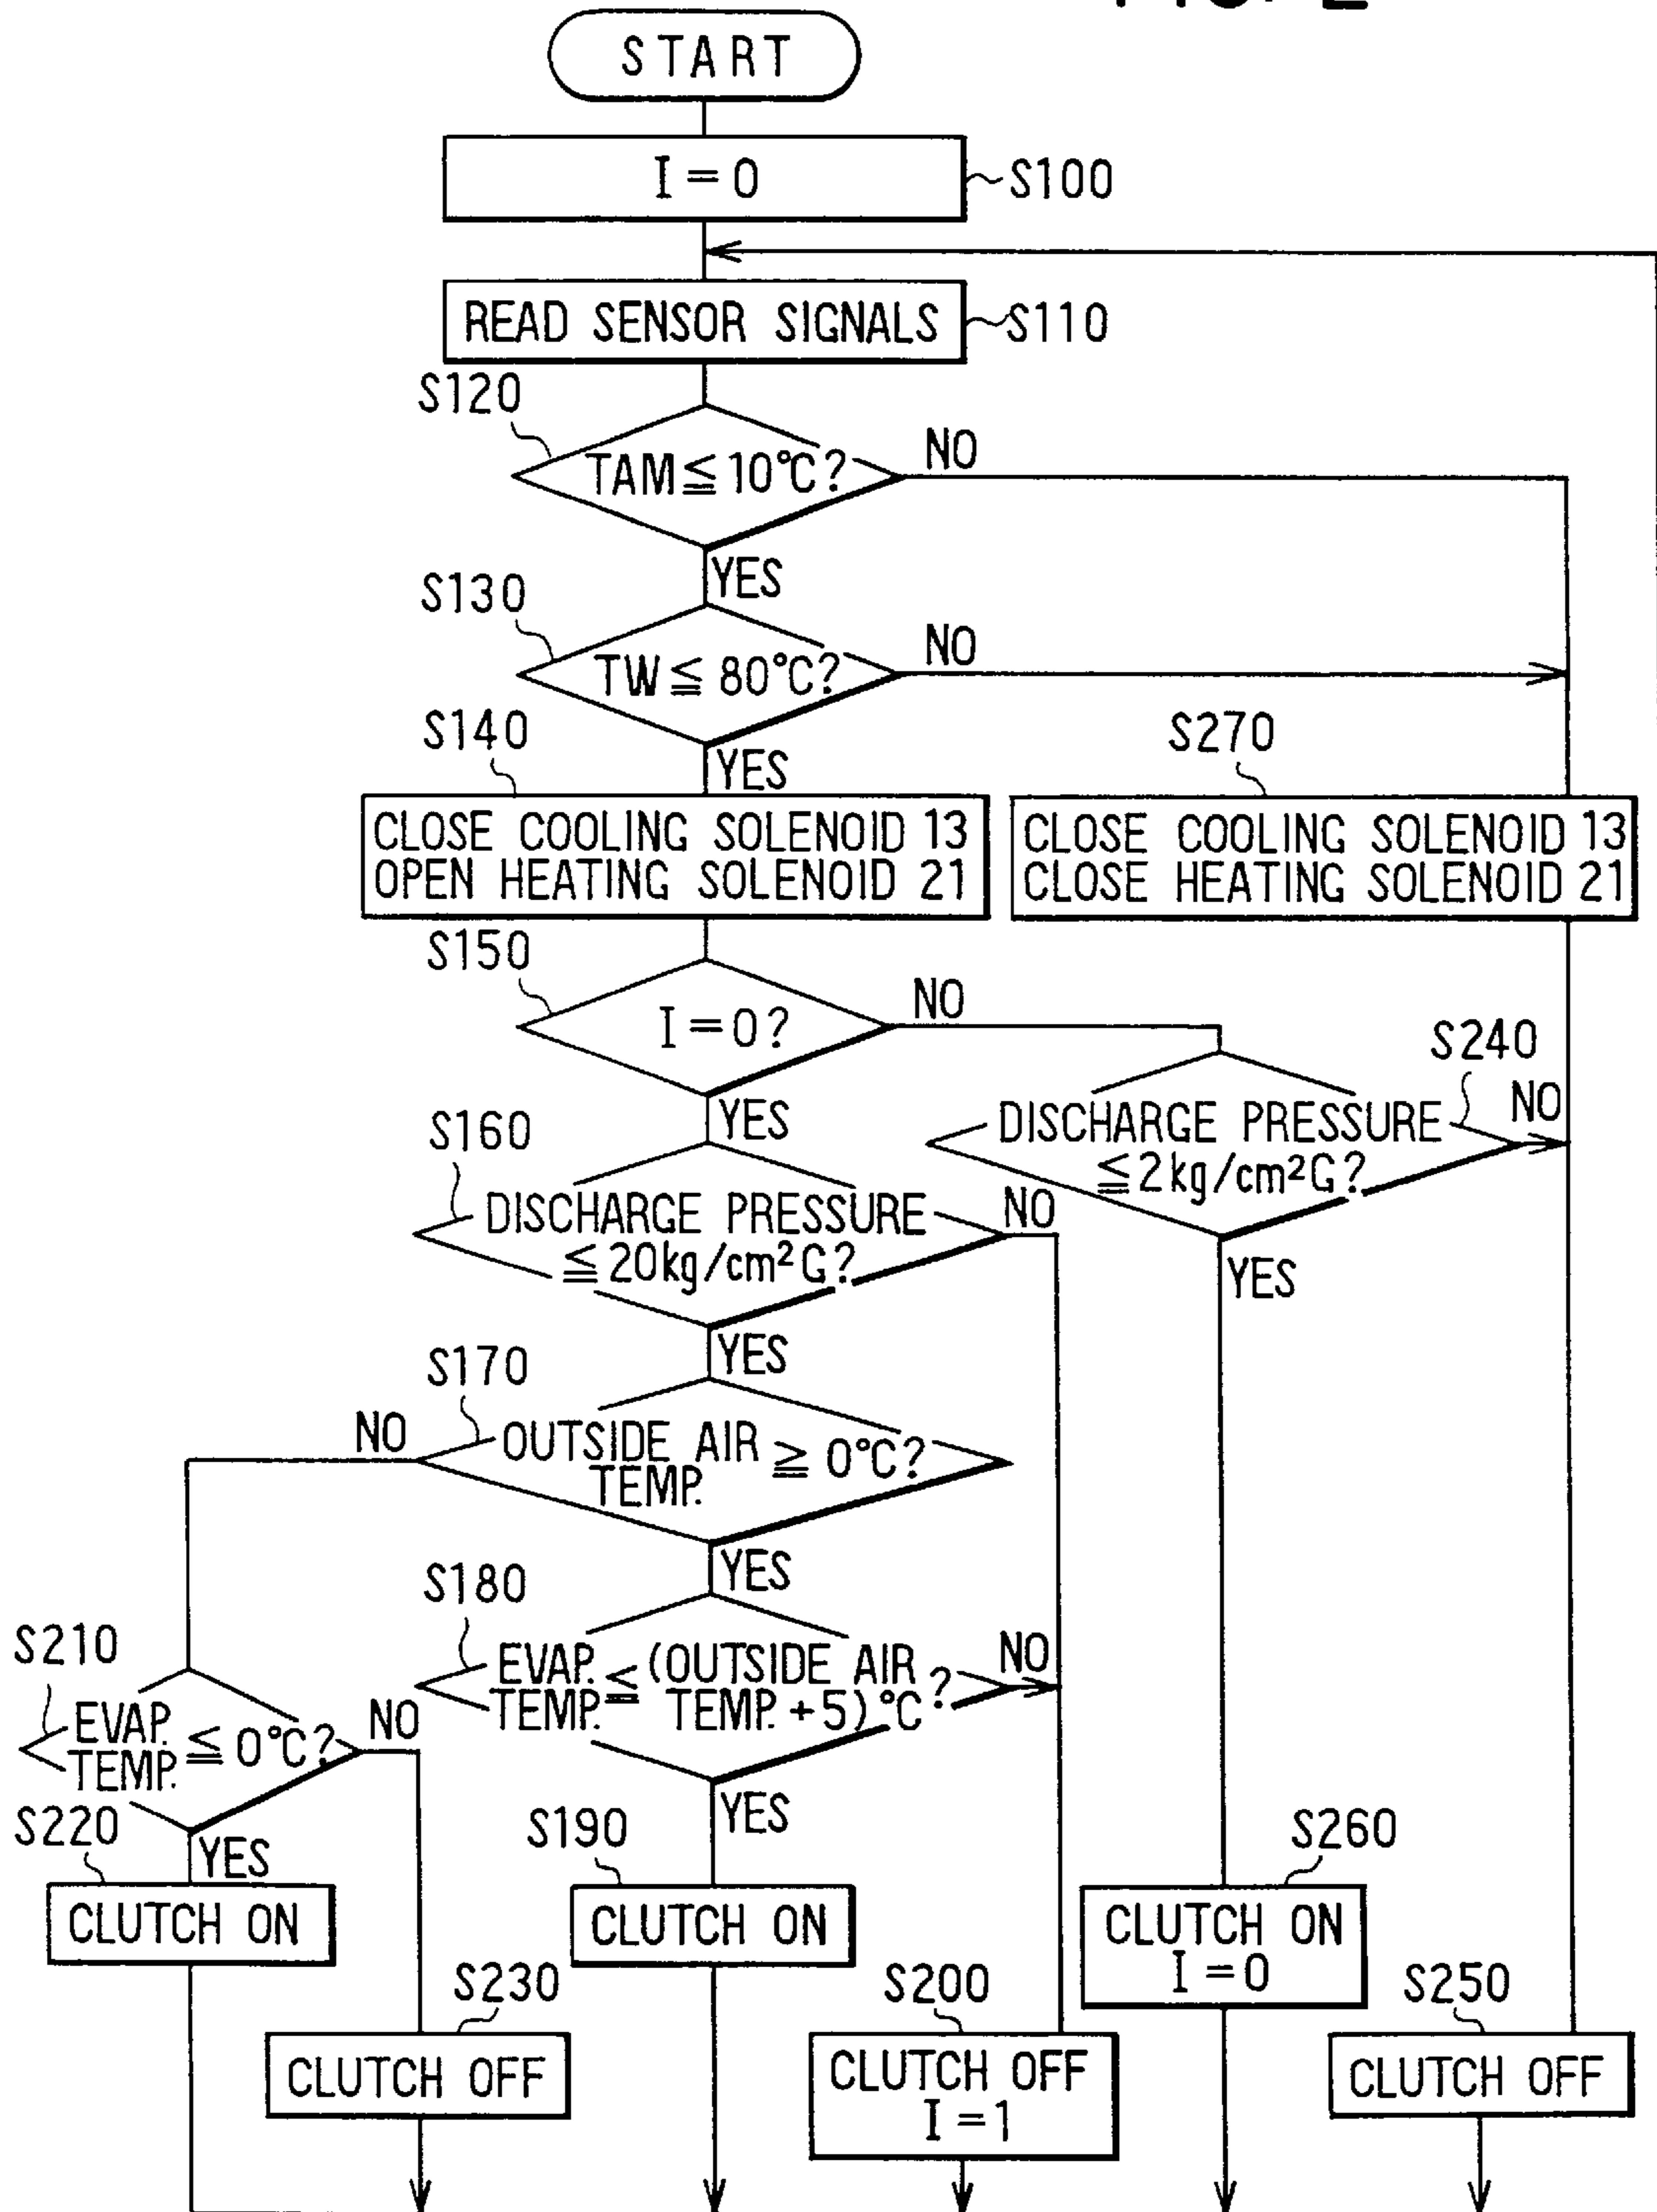 START
I = 0
S100
READ SENSOR SIGNALS
S110
S120
TAM ≦ 10°C?
NO
YES
S130
TW ≦ 80°C?
NO
YES
S140
CLOSE COOLING SOLENOID 13
OPEN HEATING SOLENOID 21
S270
CLOSE COOLING SOLENOID 13
CLOSE HEATING SOLENOID 21
S150
I = 0?
NO
YES
S240
DISCHARGE PRESSURE
≦ 2kg/cm²G?
NO
YES
S160
DISCHARGE PRESSURE
≦ 20kg/cm²G?
NO
YES
S170
OUTSIDE AIR
TEMP. ≧ 0°C?
NO
YES
S180
EVAP. ≦ (OUTSIDE AIR
TEMP. TEMP. + 5)°C?
NO
YES
S210
EVAP.
TEMP. ≦ 0°C?
NO
YES
S220
CLUTCH ON
S230
CLUTCH OFF
S190
CLUTCH ON
S200
CLUTCH OFF
I = 1
S260
CLUTCH ON
I = 0
S250
CLUTCH OFF